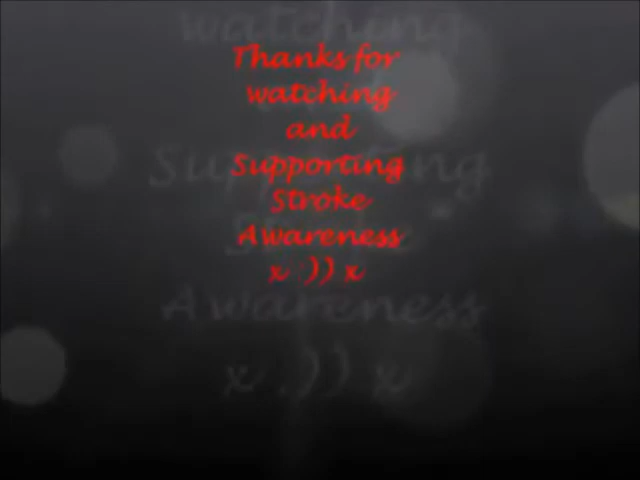 Thanks for
watching
and
Supporting
Stroke
Awareness
x :)) x